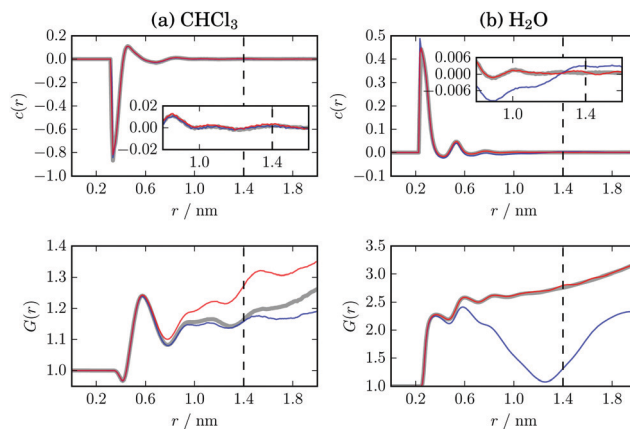 (a) CHCl₃
0.2
0.0
−0.2
−0.4
−0.6
−0.8
−1.0
c(r)
0.02
0.00
−0.02
1.0 1.4
0.2 0.6 1.0 1.4 1.8
r / nm
(b) H₂O
0.5
0.4
0.3
0.2
0.1
0.0
−0.1
c(r)
0.006
0.000
−0.006
1.0 1.4
0.2 0.6 1.0 1.4 1.8
r / nm
1.4
1.3
1.2
1.1
1.0
G(r)
0.2 0.6 1.0 1.4 1.8
r / nm
3.5
3.0
2.5
2.0
1.5
1.0
G(r)
0.2 0.6 1.0 1.4 1.8
r / nm